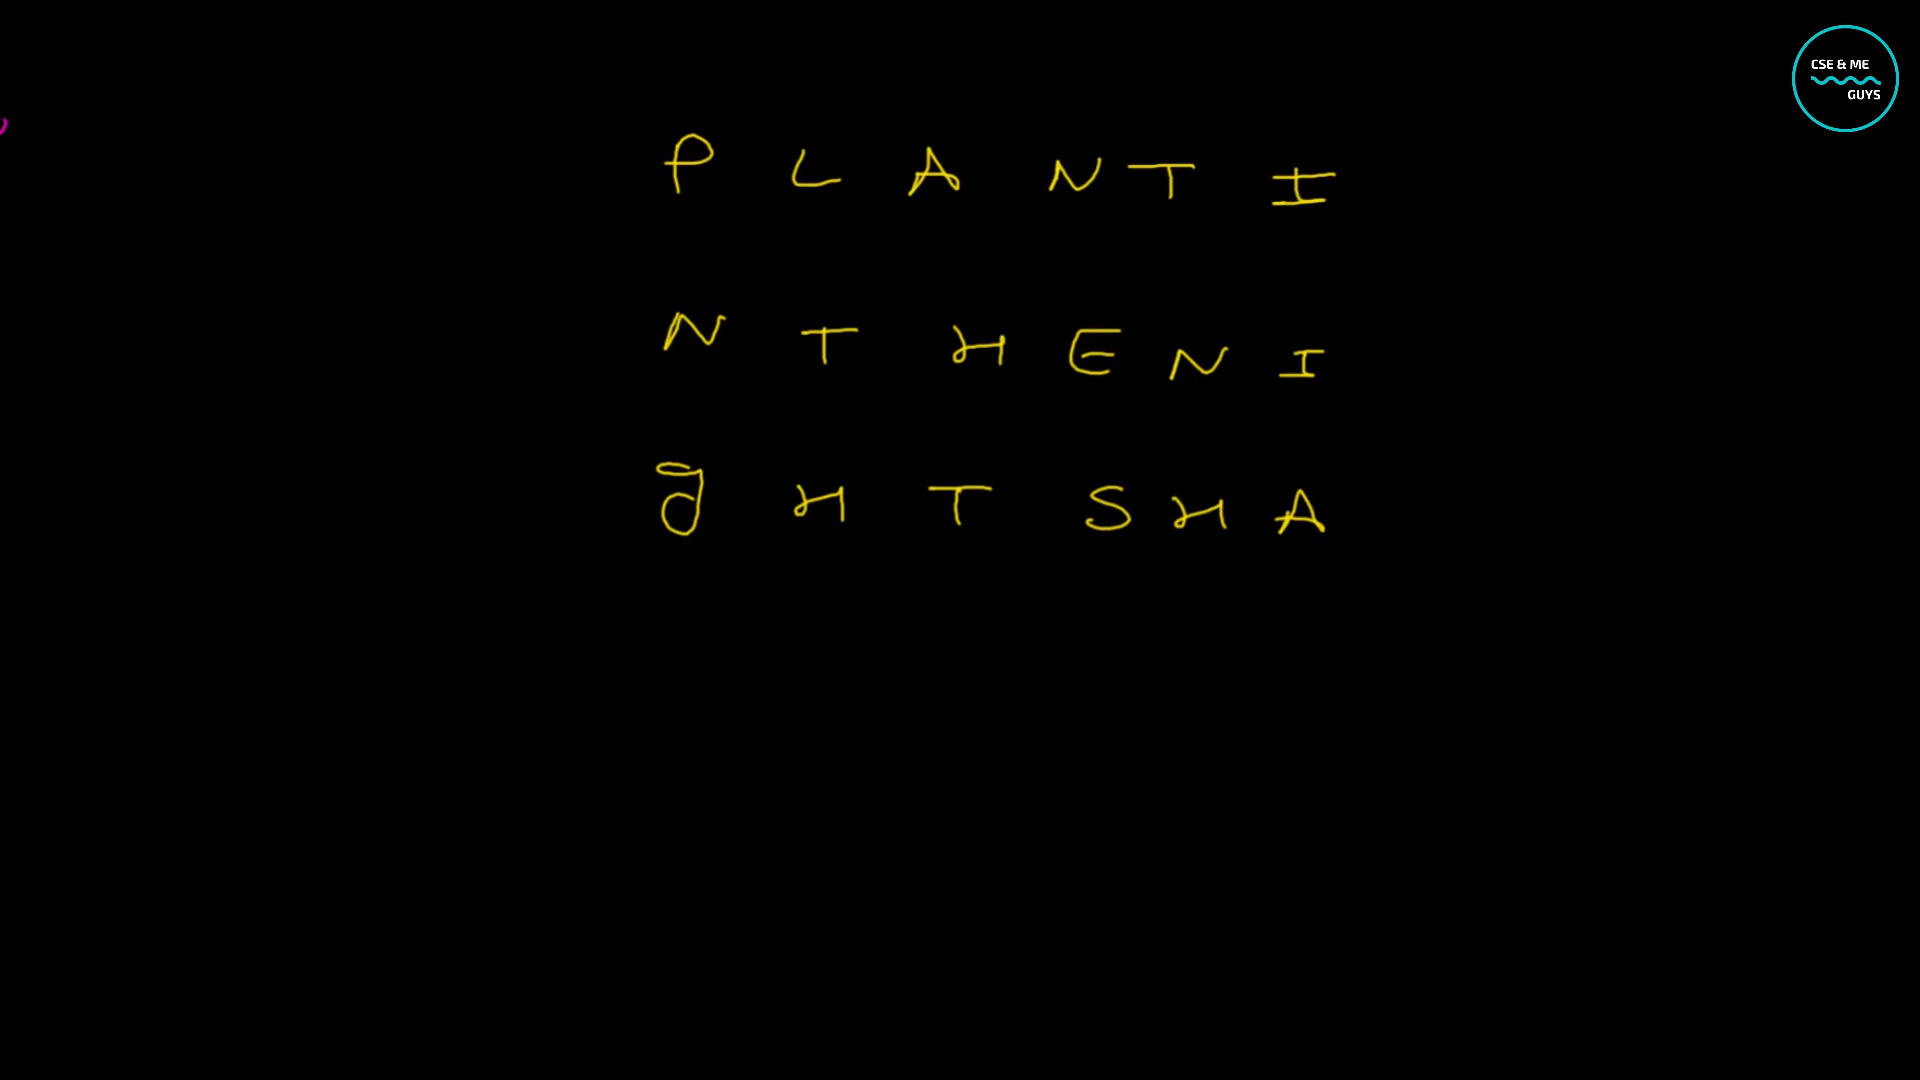 CSE & ME
GUYS
P L A N T I
N T H E N I
G H T S H A